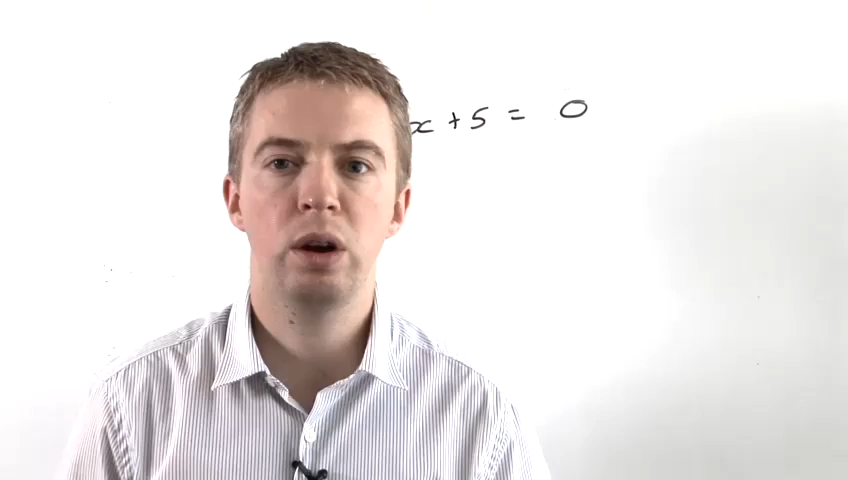 x + 5 = 0